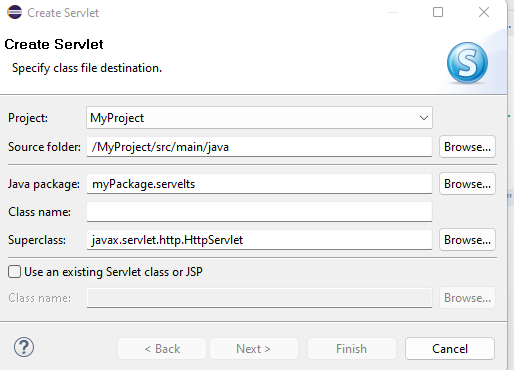 Create Servlet
Create Servlet
Specify class file destination.
S
Project: MyProject
Source folder: /MyProject/src/main/java Browse...
Java package: myPackage.servelts Browse...
Class name:
Superclass: javax.servlet.http.HttpServlet Browse...
Use an existing Servlet class or JSP
Class name: Browse...
? < Back Next > Finish Cancel